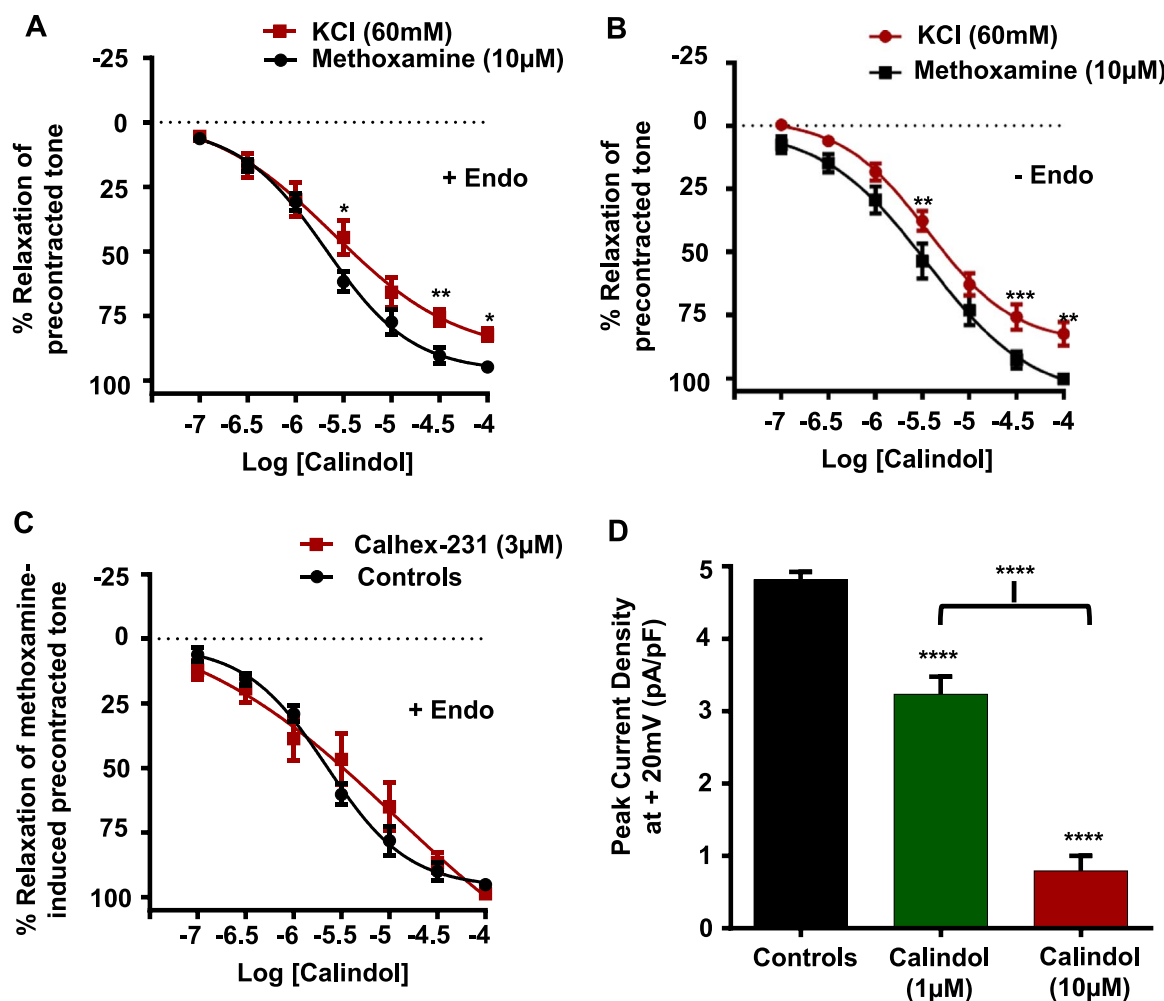 A
KCl (60mM)
Methoxamine (10µM)
-25
0
25
50
75
100
% Relaxation of
precontracted tone
+ Endo
*
**
*
-7 -6.5 -6 -5.5 -5 -4.5 -4
Log [Calindol]
B
KCl (60mM)
Methoxamine (10µM)
-25
0
25
50
75
100
% Relaxation of
precontracted tone
- Endo
**
***
**
-7 -6.5 -6 -5.5 -5 -4.5 -4
Log [Calindol]
C
Calhex-231 (3µM)
Controls
-25
0
25
50
75
100
% Relaxation of methoxamine-
induced precontracted tone
+ Endo
-7 -6.5 -6 -5.5 -5 -4.5 -4
Log [Calindol]
D
5
4
3
2
1
0
Peak Current Density
at + 20mV (pA/pF)
****
****
****
Controls
Calindol
(1µM)
Calindol
(10µM)